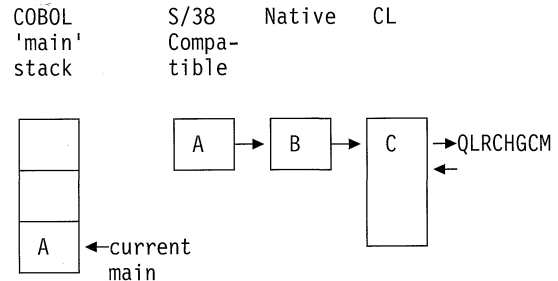 COBOL S/38 Native CL
'main' Compa-
stack tible
A B C QLRCHGCM
A current
main